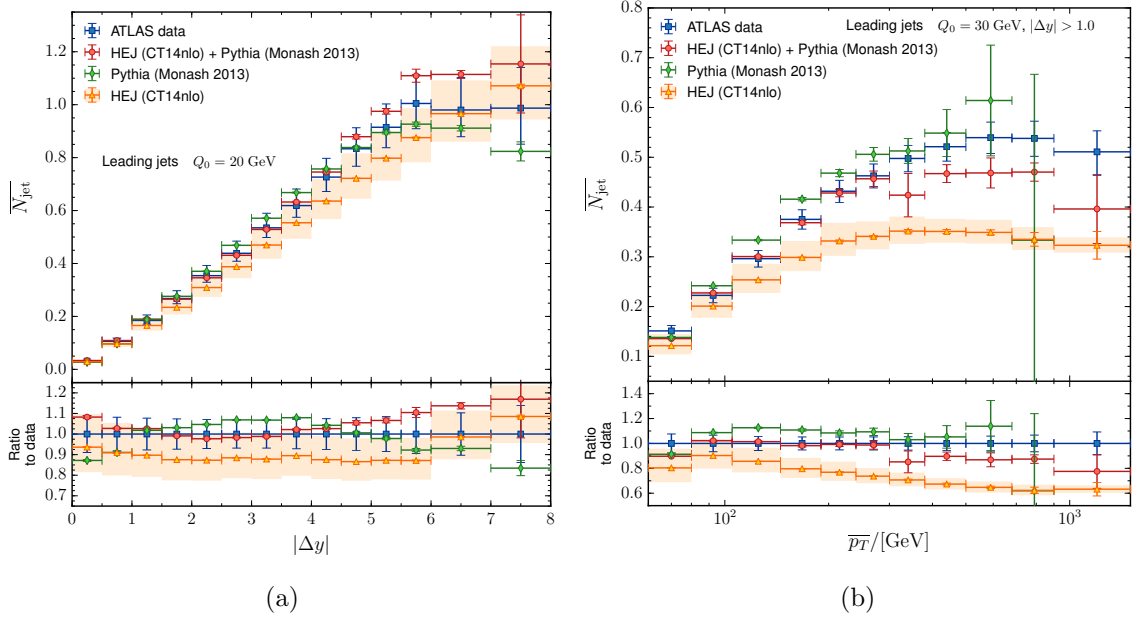 ATLAS data
HEJ (CT14nlo) + Pythia (Monash 2013)
Pythia (Monash 2013)
HEJ (CT14nlo)
Leading jets Q₀ = 20 GeV
1.2
1.0
0.8
0.6
0.4
0.2
0.0
N̅_jet
1.2
1.1
1.0
0.9
0.8
0.7
Ratio
to data
0 1 2 3 4 5 6 7 8
|Δy|
(a)
Leading jets Q₀ = 30 GeV, |Δy| > 1.0
ATLAS data
HEJ (CT14nlo) + Pythia (Monash 2013)
Pythia (Monash 2013)
HEJ (CT14nlo)
0.8
0.7
0.6
0.5
0.4
0.3
0.2
0.1
N̅_jet
1.4
1.2
1.0
0.8
0.6
Ratio
to data
10² 10³
p̅_T/[GeV]
(b)